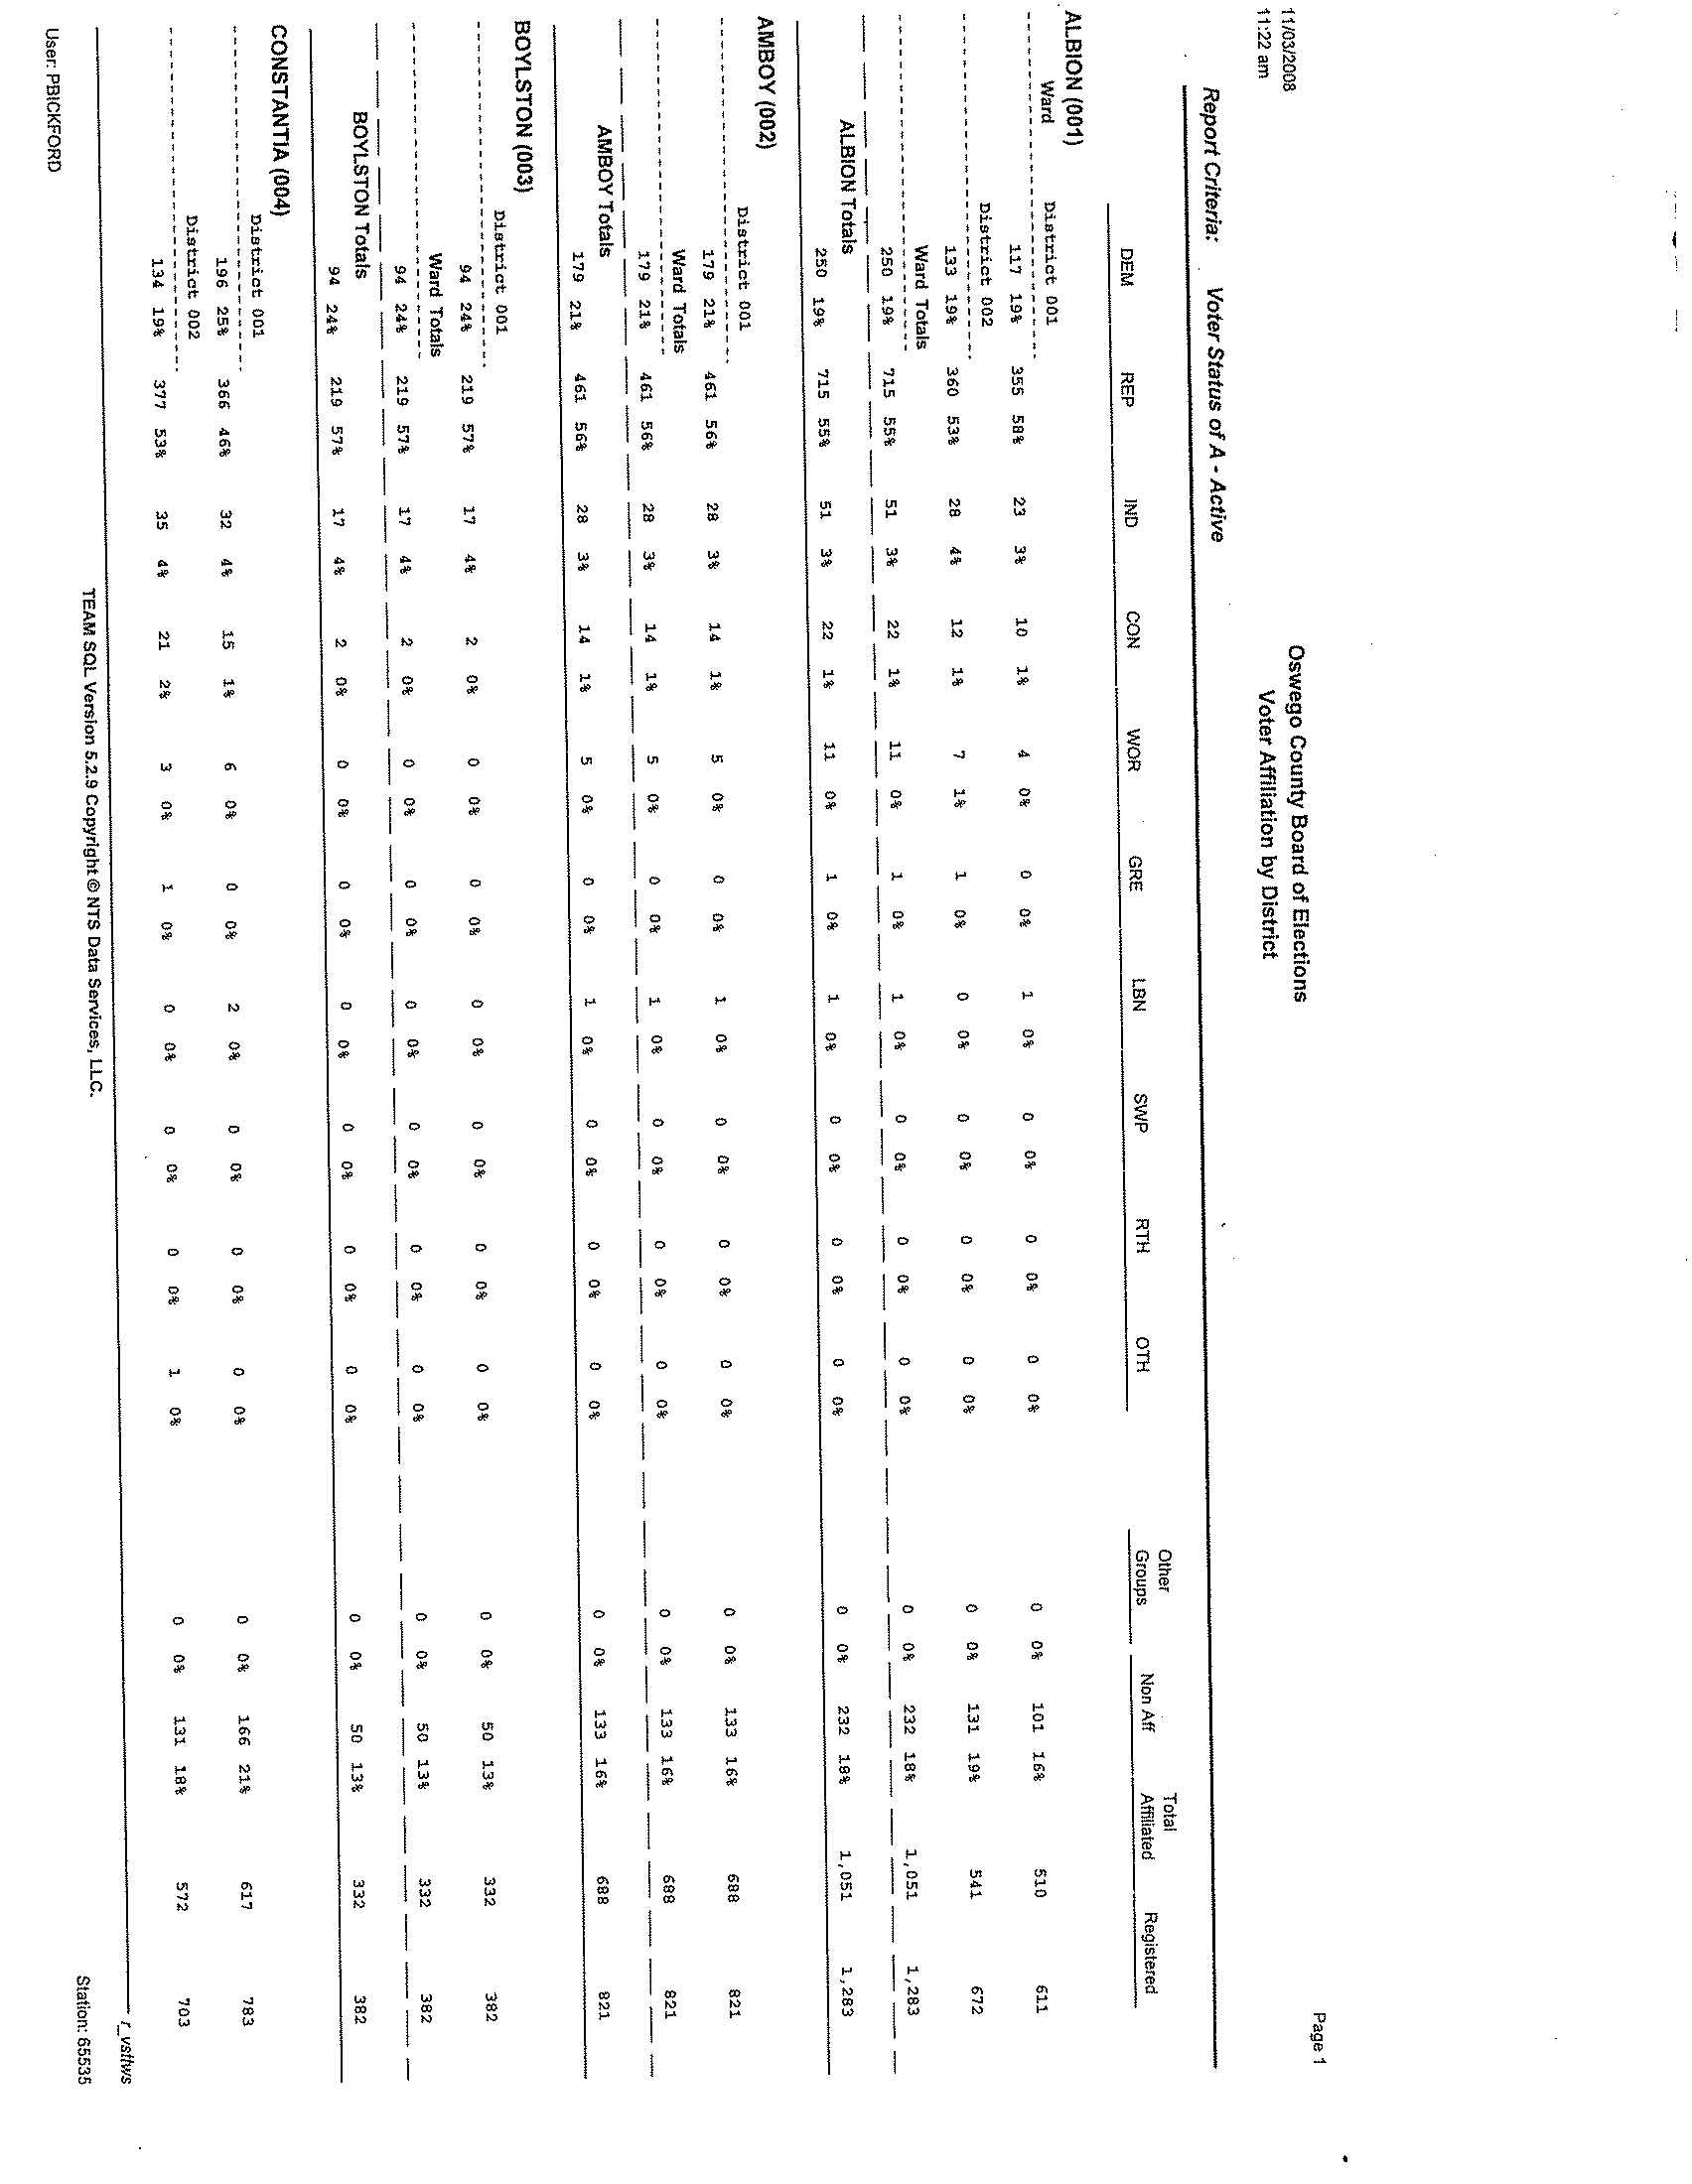 11/03/2008 Oswego County Board of Elections Page 1
11:22 am Voter Affiliation by District
Report Criteria: Voter Status of A - Active
Other Total
DEM REP IND CON WOR GRE LBN SWP RTH OTH Groups Non Aff Affiliated Registered
ALBION (001)
Ward District 001
117 19% 355 58% 23 3% 10 1% 4 0% 0 0% 1 0% 0 0% 0 0% 0 0% 0 0% 101 16% 510 611
District 002
133 19% 360 53% 28 4% 12 1% 7 1% 1 0% 0 0% 0 0% 0 0% 0 0% 0 0% 131 19% 541 672
Ward Totals
250 19% 715 55% 51 3% 22 1% 11 0% 1 0% 1 0% 0 0% 0 0% 0 0% 0 0% 232 18% 1,051 1,283
ALBION Totals
250 19% 715 55% 51 3% 22 1% 11 0% 1 0% 1 0% 0 0% 0 0% 0 0% 0 0% 232 18% 1,051 1,283
AMBOY (002)
District 001
179 21% 461 56% 28 3% 14 1% 5 0% 0 0% 1 0% 0 0% 0 0% 0 0% 0 0% 133 16% 688 821
Ward Totals
179 21% 461 56% 28 3% 14 1% 5 0% 0 0% 1 0% 0 0% 0 0% 0 0% 0 0% 133 16% 688 821
AMBOY Totals
179 21% 461 56% 28 3% 14 1% 5 0% 0 0% 1 0% 0 0% 0 0% 0 0% 0 0% 133 16% 688 821
BOYLSTON (003)
District 001
94 24% 219 57% 17 4% 2 0% 0 0% 0 0% 0 0% 0 0% 0 0% 0 0% 0 0% 50 13% 332 382
Ward Totals
94 24% 219 57% 17 4% 2 0% 0 0% 0 0% 0 0% 0 0% 0 0% 0 0% 0 0% 50 13% 332 382
BOYLSTON Totals
94 24% 219 57% 17 4% 2 0% 0 0% 0 0% 0 0% 0 0% 0 0% 0 0% 0 0% 50 13% 332 382
CONSTANTIA (004)
District 001
196 25% 366 46% 32 4% 15 1% 6 0% 0 0% 2 0% 0 0% 0 0% 0 0% 0 0% 166 21% 617 783
District 002
134 19% 377 53% 35 4% 21 2% 3 0% 1 0% 0 0% 0 0% 0 0% 1 0% 0 0% 131 18% 572 703
r_vsttws
TEAM SQL Version 5.2.9 Copyright © NTS Data Services, LLC. Station: 65535
User: PBICKFORD